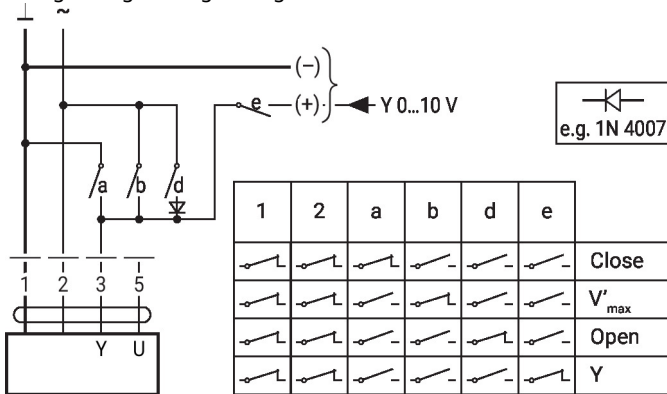 ⊥ ~
(–)
e (+) Y 0...10 V
e.g. 1N 4007
a b d
1 2 a b d e
Close
V'max
Open
Y
1 2 3 5
Y U